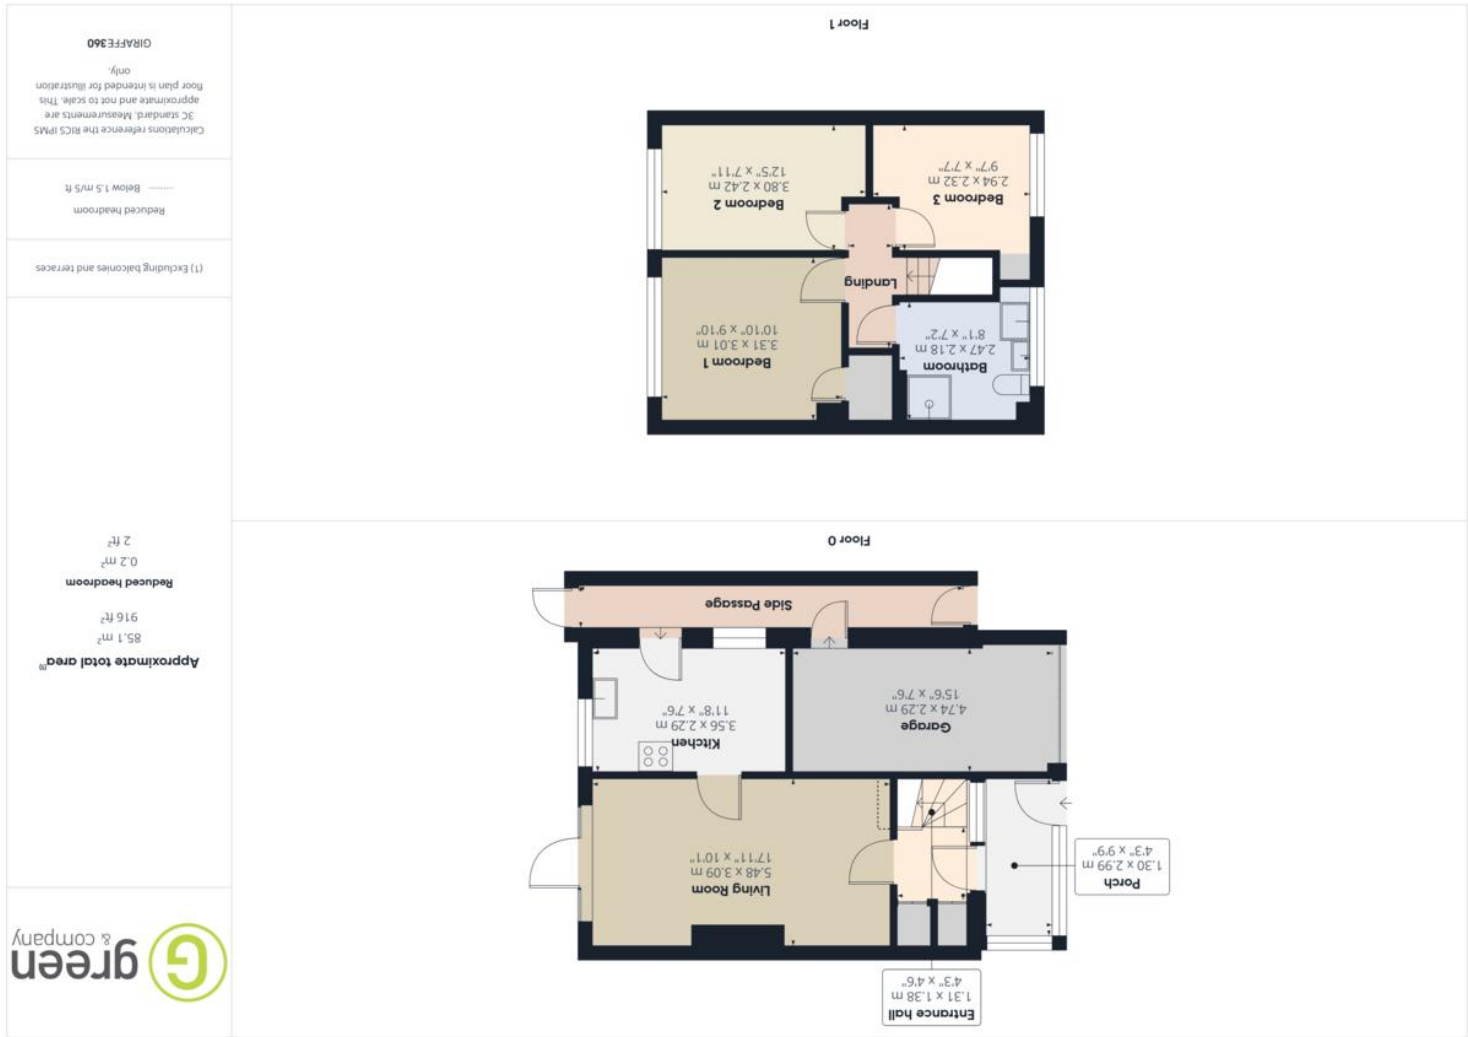 Entrance hall
1.31 x 1.38 m
4'3" x 4'6"
Porch
1.30 x 2.99 m
4'3" x 9'9"
Living Room
5.48 x 3.09 m
17'11" x 10'1"
Garage
4.74 x 2.29 m
15'6" x 7'6"
Kitchen
3.56 x 2.29 m
11'8" x 7'6"
Side Passage
Floor 0
Bathroom
2.47 x 2.18 m
8'1" x 7'2"
Bedroom 1
3.31 x 3.01 m
10'10" x 9'10"
Landing
Bedroom 3
2.94 x 2.32 m
9'7" x 7'7"
Bedroom 2
3.80 x 2.42 m
12'5" x 7'11"
Floor 1
G green
& company
Approximate total area(1)
85.1 m²
916 ft²
Reduced headroom
0.2 m²
2 ft²
(1) Excluding balconies and terraces
Reduced headroom
Below 1.5 m/5 ft
Calculations reference the RICS IPMS
3C standard. Measurements are
approximate and not to scale. This
floor plan is intended for illustration
only.
GIRAFFE360